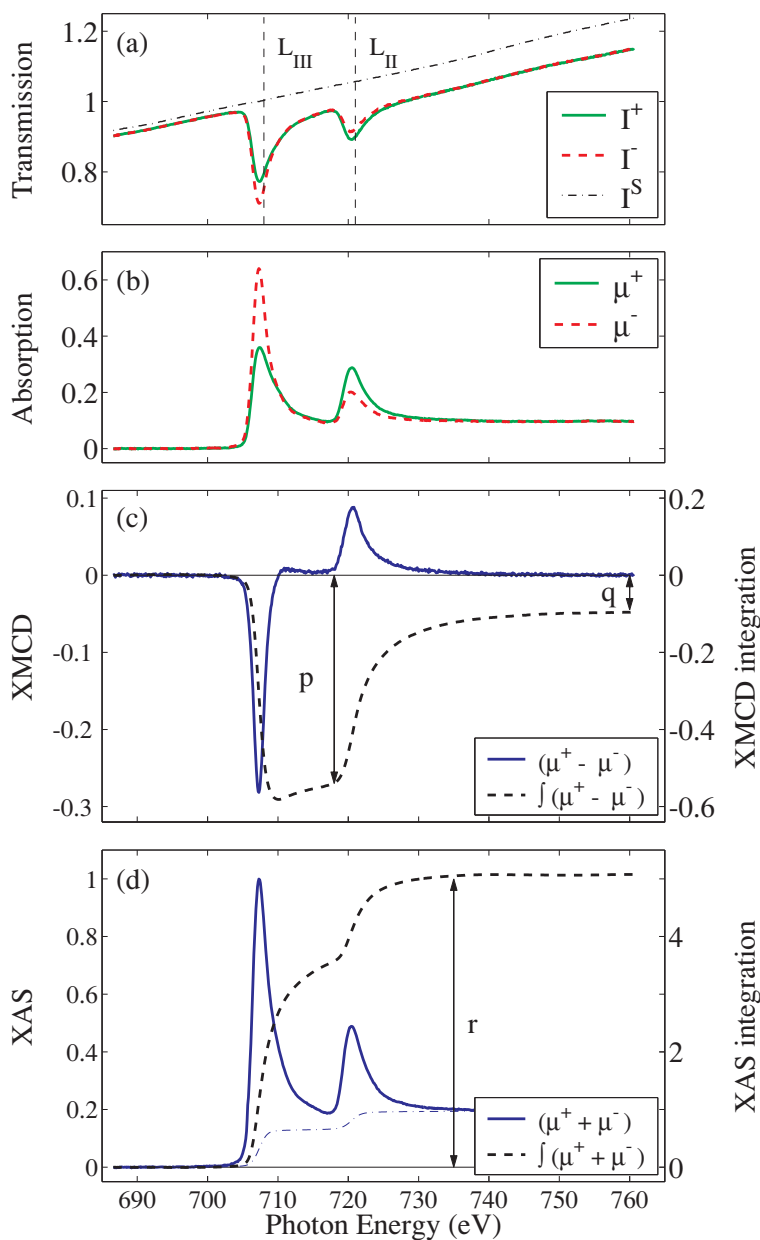 (a)
L_III
L_II
1.2
1
0.8
Transmission
I^+
I^-
I^S
(b)
0.6
0.4
0.2
0
Absorption
μ^+
μ^-
(c)
0.1
0
-0.1
-0.2
-0.3
XMCD
0.2
0
-0.2
-0.4
-0.6
XMCD integration
p
q
(μ^+ - μ^-)
∫(μ^+ - μ^-)
(d)
1
0.8
0.6
0.4
0.2
0
XAS
4
2
0
XAS integration
r
(μ^+ + μ^-)
∫(μ^+ + μ^-)
690 700 710 720 730 740 750 760
Photon Energy (eV)